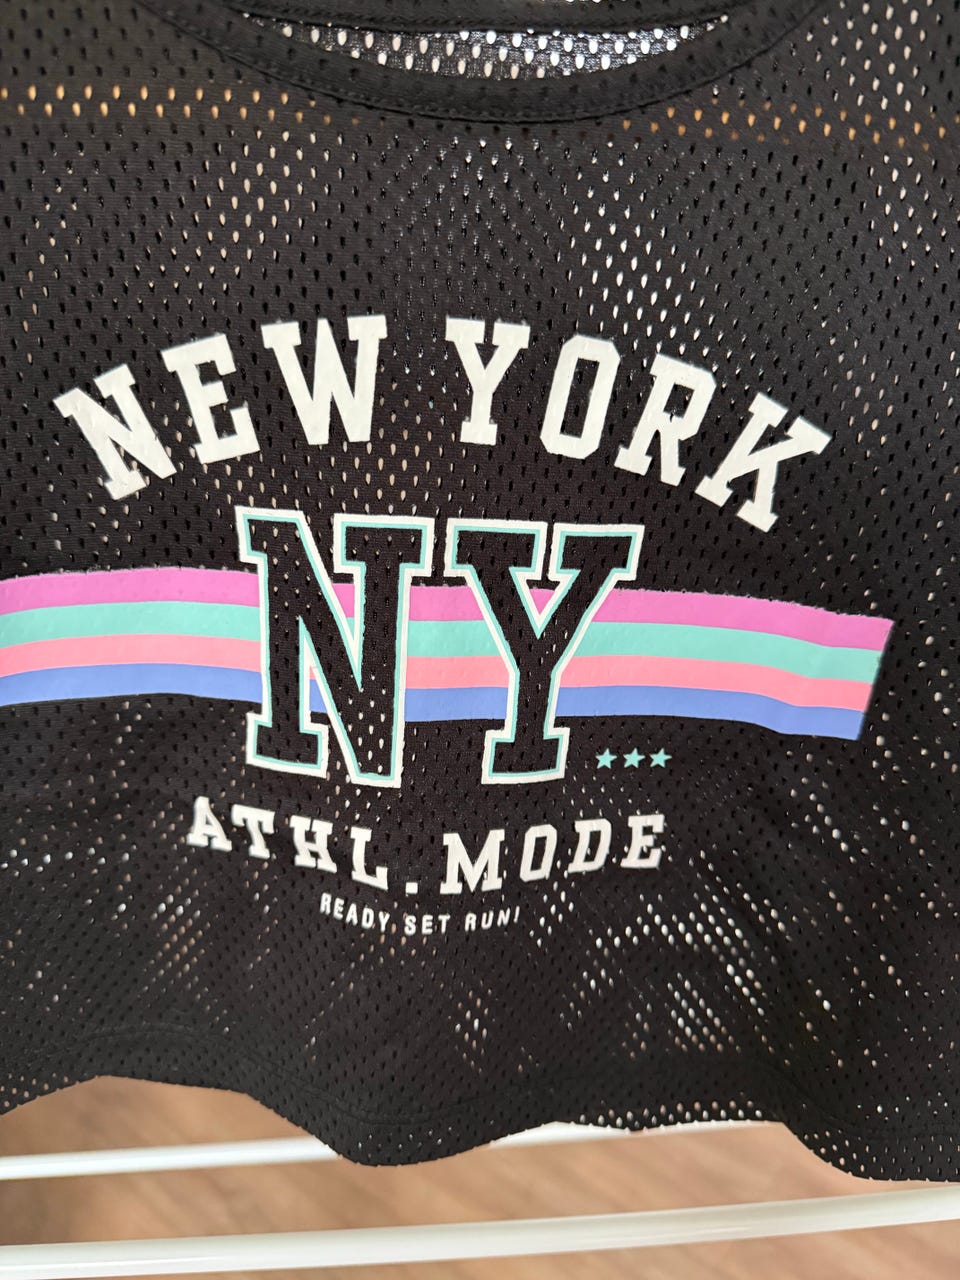 NEW YORK
NY
ATHL. MODE
READY SET RUN!